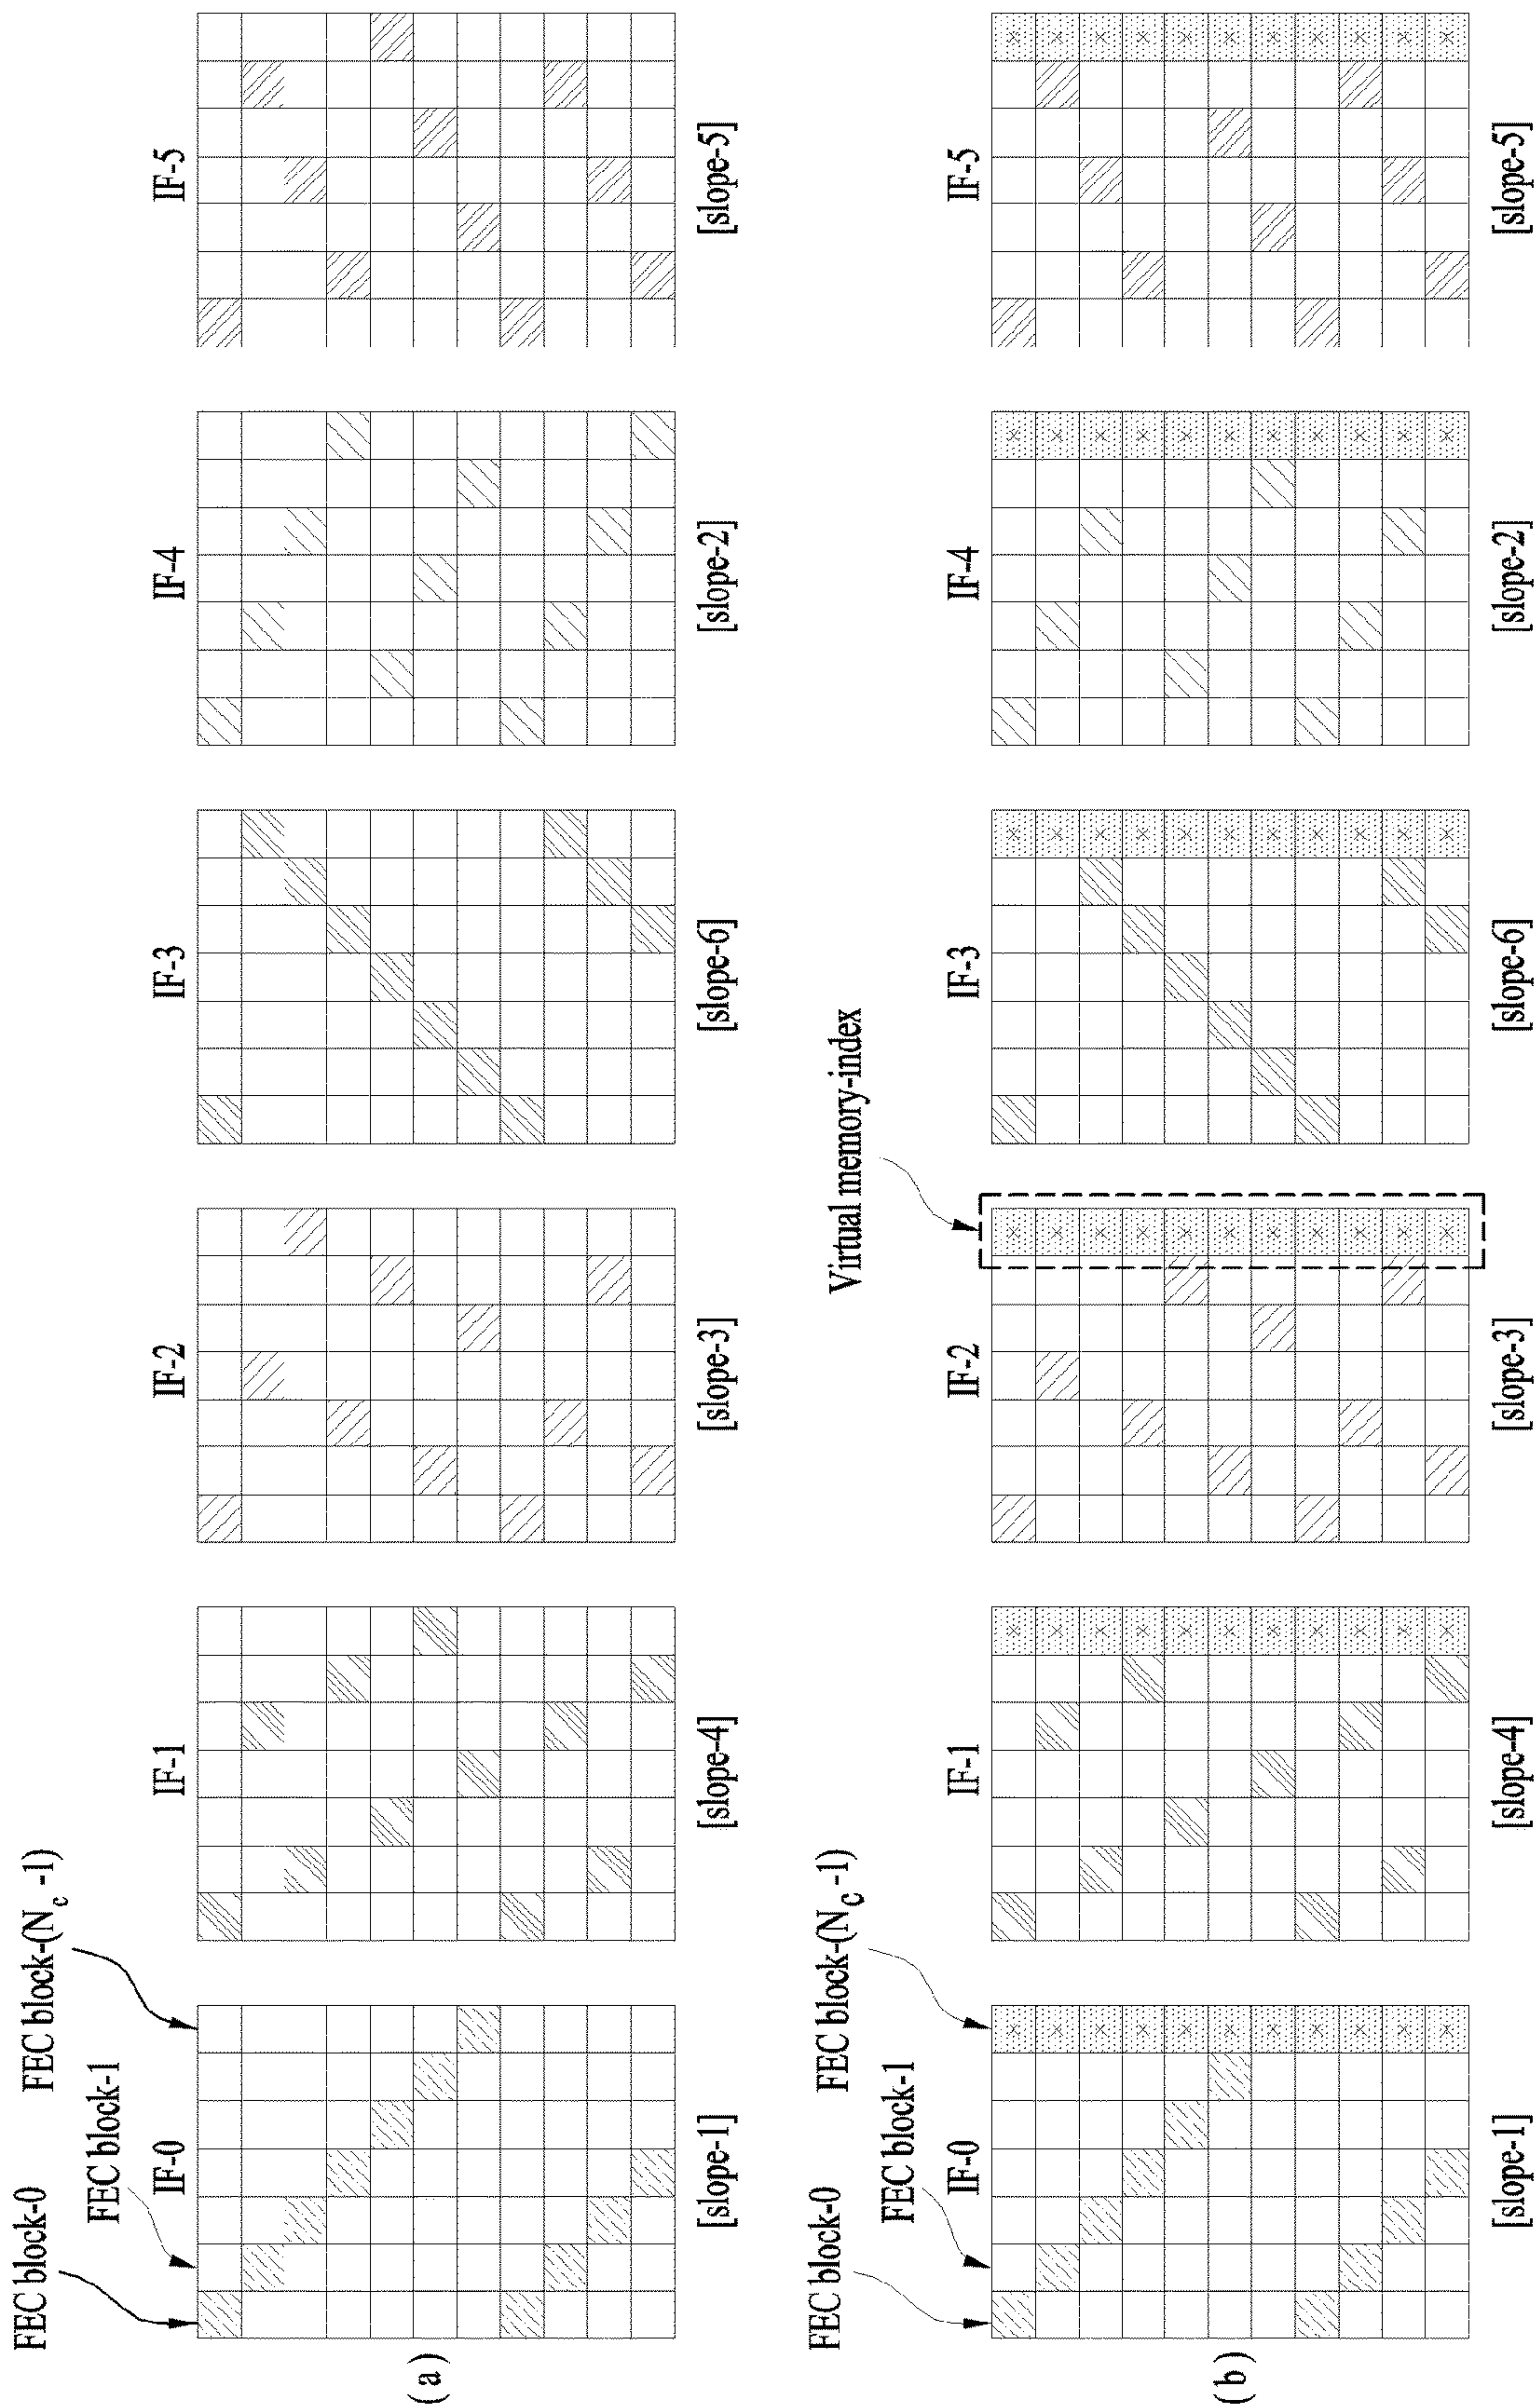 (a)
FEC block-0
FEC block-1
FEC block-(Nc -1)
IF-0
IF-1
IF-2
IF-3
IF-4
IF-5
[slope-1]
[slope-4]
[slope-3]
[slope-6]
[slope-2]
[slope-5]
(b)
FEC block-0
FEC block-1
FEC block-(Nc -1)
Virtual memory-index
IF-0
IF-1
IF-2
IF-3
IF-4
IF-5
[slope-1]
[slope-4]
[slope-3]
[slope-6]
[slope-2]
[slope-5]